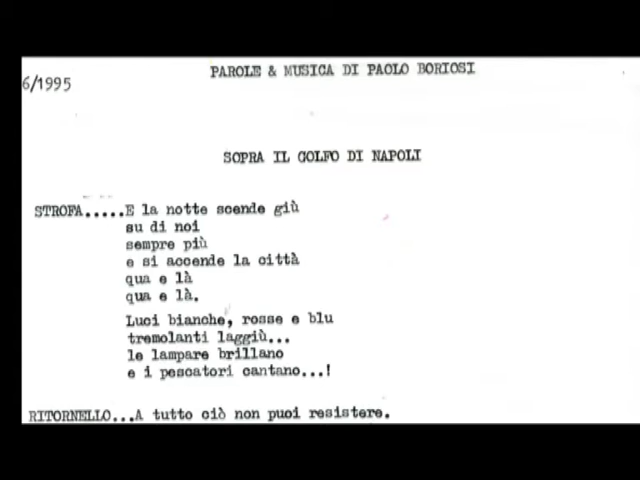 PAROLE & MUSICA DI PAOLO BORIOSI
6/1995
SOPRA IL GOLFO DI NAPOLI
STROFA.....E la notte scende giù
su di noi
sempre più
e si accende la città
qua e là
qua e là.
Luci bianche, rosse e blu
tremolanti laggiù...
le lampare brillano
e i pescatori cantano...!
RITORNELLO...A tutto ciò non puoi resistere.